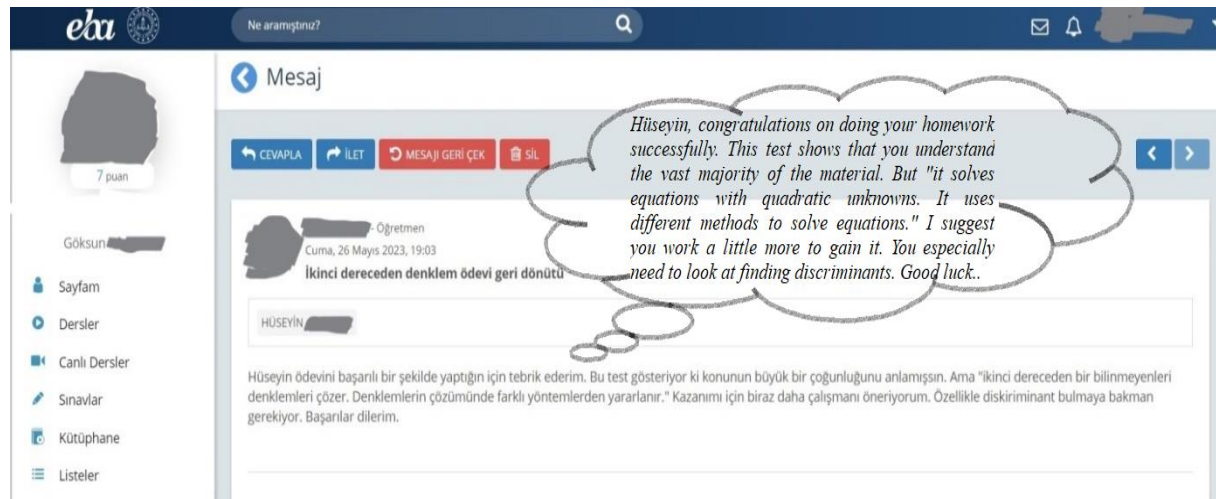 eba
Ne aramıştınız?
Mesaj
CEVAPLA
İLET
MESAJI GERİ ÇEK
SİL
7 puan
Göksun
Sayfam
Dersler
Canlı Dersler
Sınavlar
Kütüphane
Listeler
- Öğretmen
Cuma, 26 Mayıs 2023, 19:03
İkinci dereceden denklem ödevi geri dönütü
HÜSEYİN
Hüseyin, congratulations on doing your homework
successfully. This test shows that you understand
the vast majority of the material. But "it solves
equations with quadratic unknowns. It uses
different methods to solve equations." I suggest
you work a little more to gain it. You especially
need to look at finding discriminants. Good luck..
Hüseyin ödevini başarılı bir şekilde yaptığın için tebrik ederim. Bu test gösteriyor ki konunun büyük bir çoğunluğunu anlamışsın. Ama "ikinci dereceden bir bilinmeyenleri
denklemleri çözer. Denklemlerin çözümünde farklı yöntemlerden yararlanır." Kazanımı için biraz daha çalışmanı öneriyorum. Özellikle diskiriminant bulmaya bakman
gerekiyor. Başarılar dilerim.